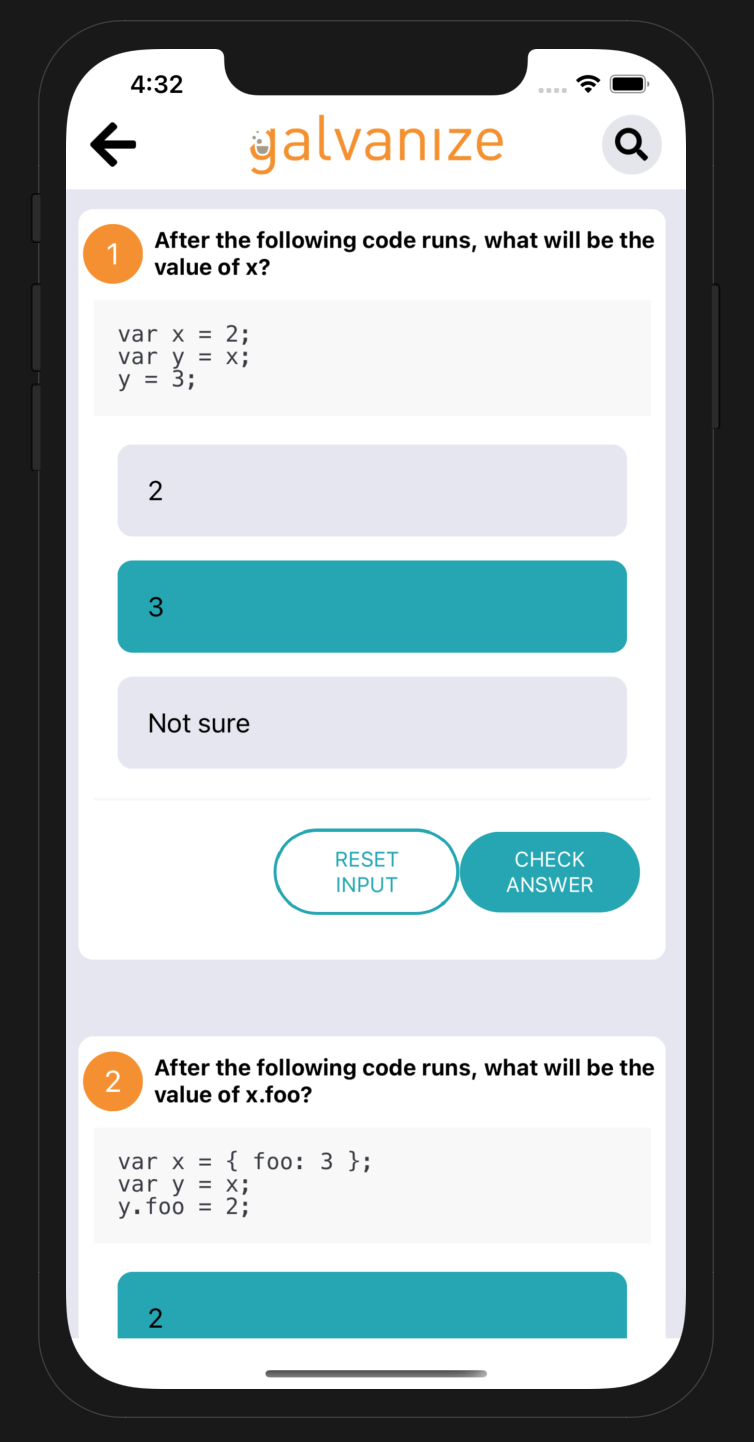 4:32
galvanize
1
After the following code runs, what will be the
value of x?
var x = 2;
var y = x;
y = 3;
2
3
Not sure
RESET
INPUT
CHECK
ANSWER
2
After the following code runs, what will be the
value of x.foo?
var x = { foo: 3 };
var y = x;
y.foo = 2;
2